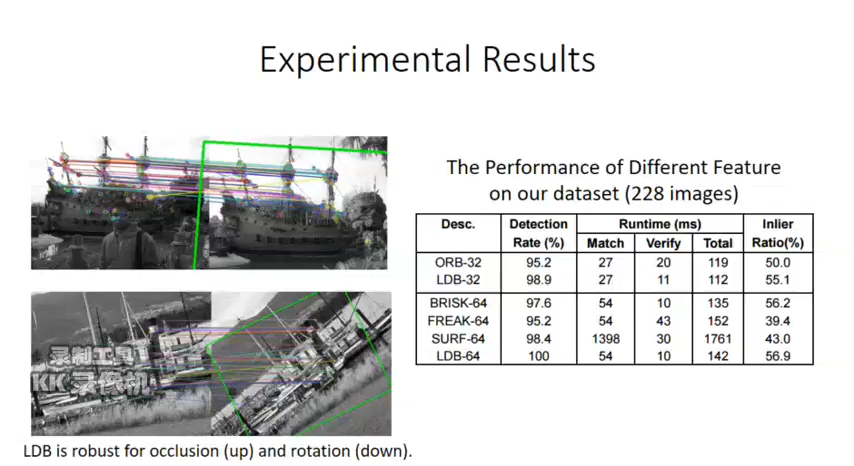 Experimental Results
The Performance of Different Feature
on our dataset (228 images)
Desc. Detection Rate (%) Runtime (ms) Inlier Ratio(%)
Match Verify Total
ORB-32 95.2 27 20 119 50.0
LDB-32 98.9 27 11 112 55.1
BRISK-64 97.6 54 10 135 56.2
FREAK-64 95.2 54 43 152 39.4
SURF-64 98.4 1398 30 1761 43.0
LDB-64 100 54 10 142 56.9
录制工具
KK 录像机
LDB is robust for occlusion (up) and rotation (down).